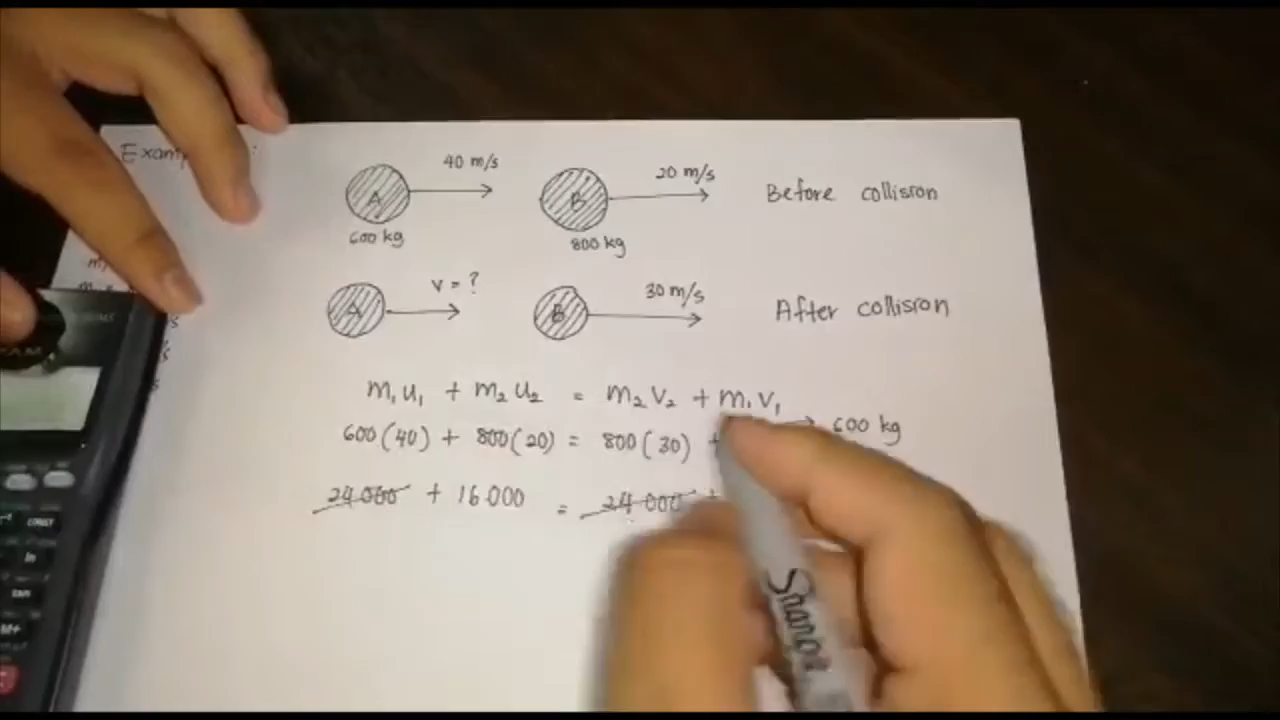 40 m/s 20 m/s Before collision
A B
600 kg 800 kg
v = ? 30 m/s After collision
A B
m₁u₁ + m₂u₂ = m₂v₂ + m₁v₁
600(40) + 800(20) = 800(30) + → 600 kg
24 000 + 16 000 = 24 000 +
M+